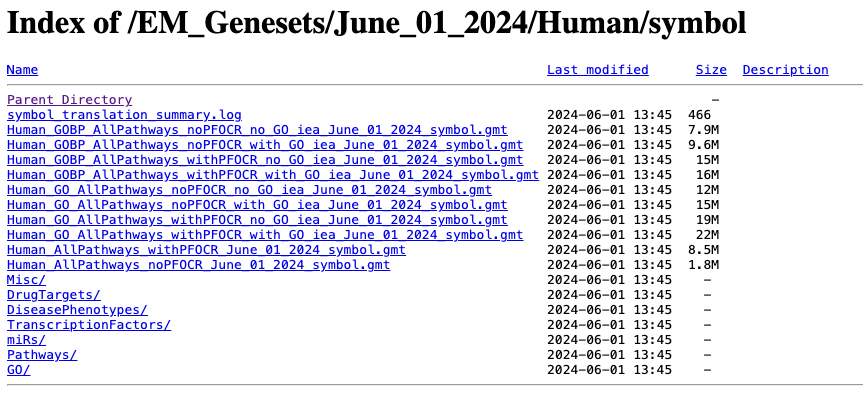 Index of /EM_Genesets/June_01_2024/Human/symbol
Name Last modified Size Description
Parent Directory -
symbol_translation_summary.log 2024-06-01 13:45 466
Human_GOBP_AllPathways_noPFOCR_no_GO_iea_June_01_2024_symbol.gmt 2024-06-01 13:45 7.9M
Human_GOBP_AllPathways_noPFOCR_with_GO_iea_June_01_2024_symbol.gmt 2024-06-01 13:45 9.6M
Human_GOBP_AllPathways_withPFOCR_no_GO_iea_June_01_2024_symbol.gmt 2024-06-01 13:45 15M
Human_GOBP_AllPathways_withPFOCR_with_GO_iea_June_01_2024_symbol.gmt 2024-06-01 13:45 16M
Human_GO_AllPathways_noPFOCR_no_GO_iea_June_01_2024_symbol.gmt 2024-06-01 13:45 12M
Human_GO_AllPathways_noPFOCR_with_GO_iea_June_01_2024_symbol.gmt 2024-06-01 13:45 15M
Human_GO_AllPathways_withPFOCR_no_GO_iea_June_01_2024_symbol.gmt 2024-06-01 13:45 19M
Human_GO_AllPathways_withPFOCR_with_GO_iea_June_01_2024_symbol.gmt 2024-06-01 13:45 22M
Human_AllPathways_withPFOCR_June_01_2024_symbol.gmt 2024-06-01 13:45 8.5M
Human_AllPathways_noPFOCR_June_01_2024_symbol.gmt 2024-06-01 13:45 1.8M
Misc/ 2024-06-01 13:45 -
DrugTargets/ 2024-06-01 13:45 -
DiseasePhenotypes/ 2024-06-01 13:45 -
TranscriptionFactors/ 2024-06-01 13:45 -
miRs/ 2024-06-01 13:45 -
Pathways/ 2024-06-01 13:45 -
GO/ 2024-06-01 13:45 -